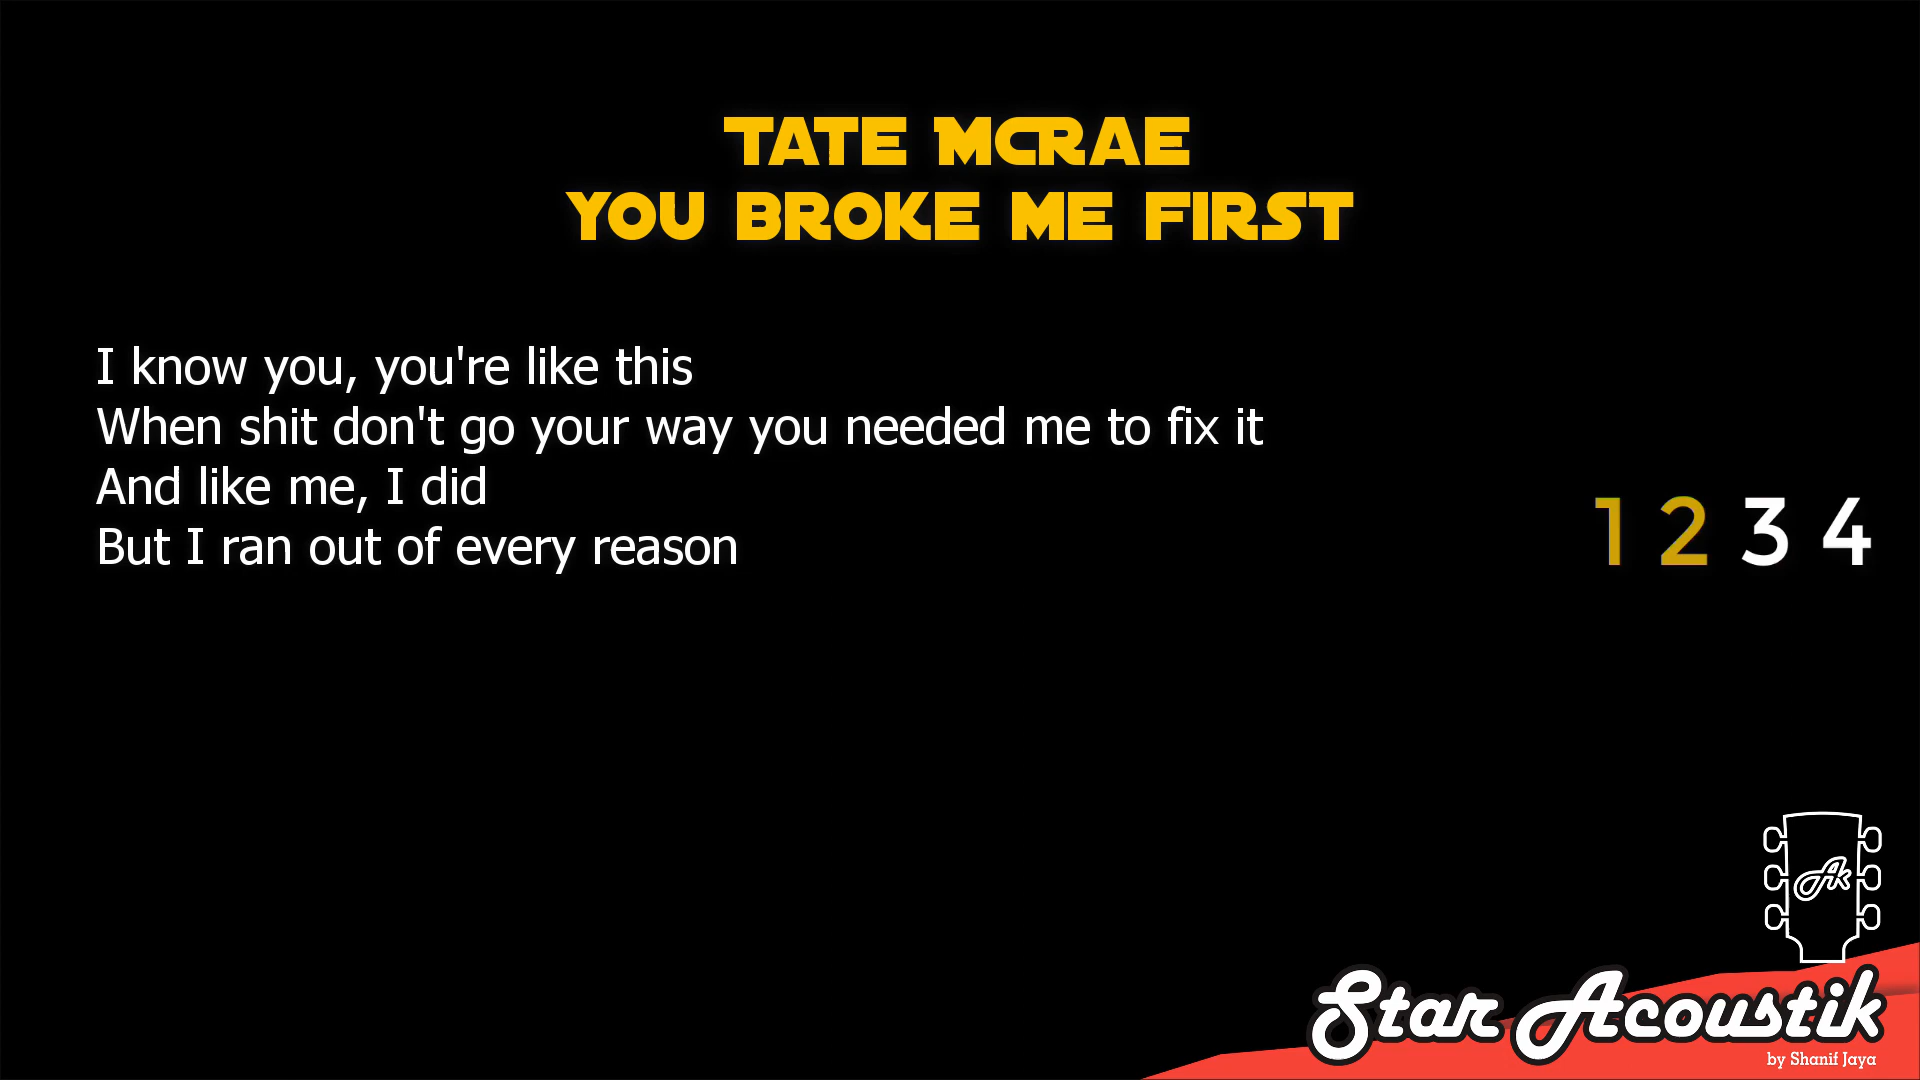 TATE MCRAE
YOU BROKE ME FIRST
I know you, you're like this
When shit don't go your way you needed me to fix it
And like me, I did
But I ran out of every reason
1 2 3 4
Ak
Star Acoustik
by Shanif Jaya